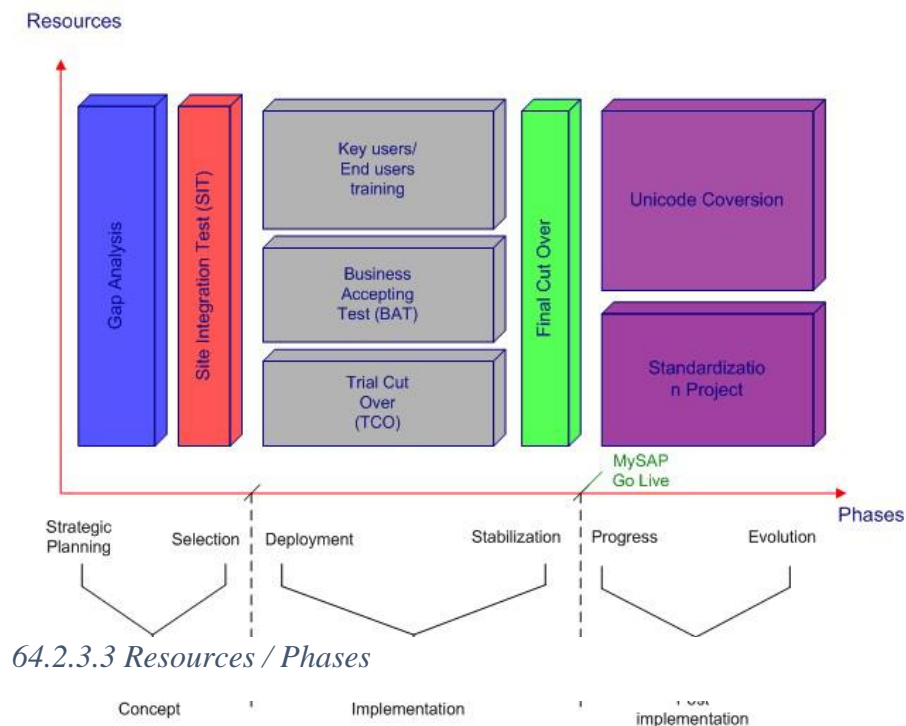 Resources
Gap Analysis
Site Integration Test (SIT)
Key users/
End users
training
Business
Accepting
Test (BAT)
Trial Cut
Over
(TCO)
Final Cut Over
Unicode Coversion
Standardizatio
n Project
MySAP
Go Live
Phases
Strategic
Planning
Selection
Deployment
Stabilization
Progress
Evolution
64.2.3.3 Resources / Phases
Concept
Implementation
implementation